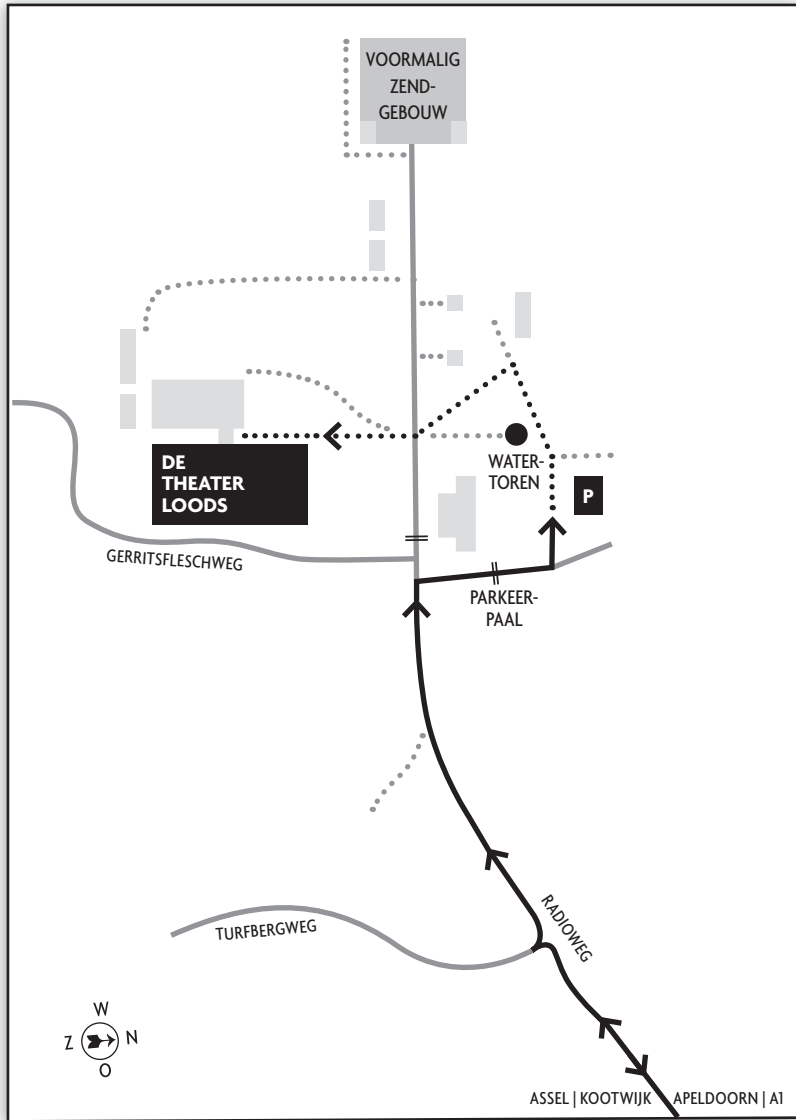 VOORMALIG
ZEND-
GEBOUW
WATER-
TOREN
DE
THEATER
LOODS
P
GERRITSFLESCHWEG
PARKEER-
PAAL
RADIOWEG
TURFBERGWEG
W
Z
N
O
ASSEL | KOOTWIJK APELDOORN | A1